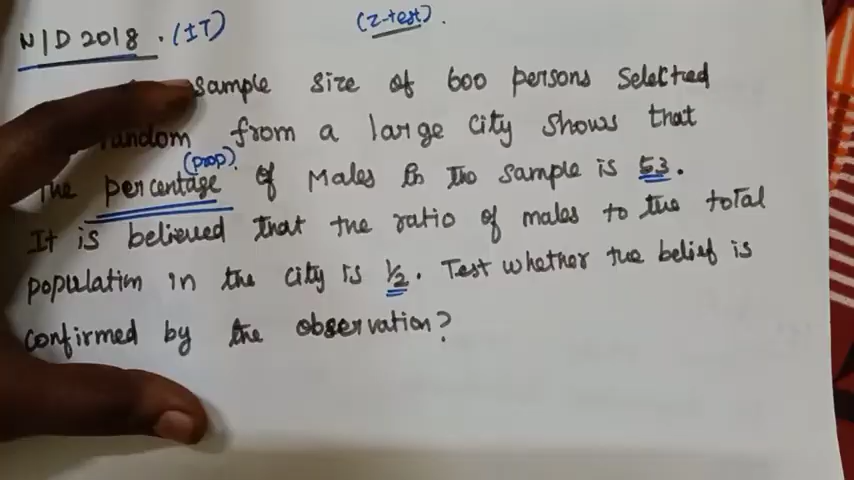 N/D 2018. (IT)
(Z-test).
sample size of 600 persons selected
random from a large city shows that
(prop)
The percentage of Males in the sample is 53.
It is believed that the ratio of males to the total
population in the city is 1/2. Test whether the belief is
confirmed by the observation?